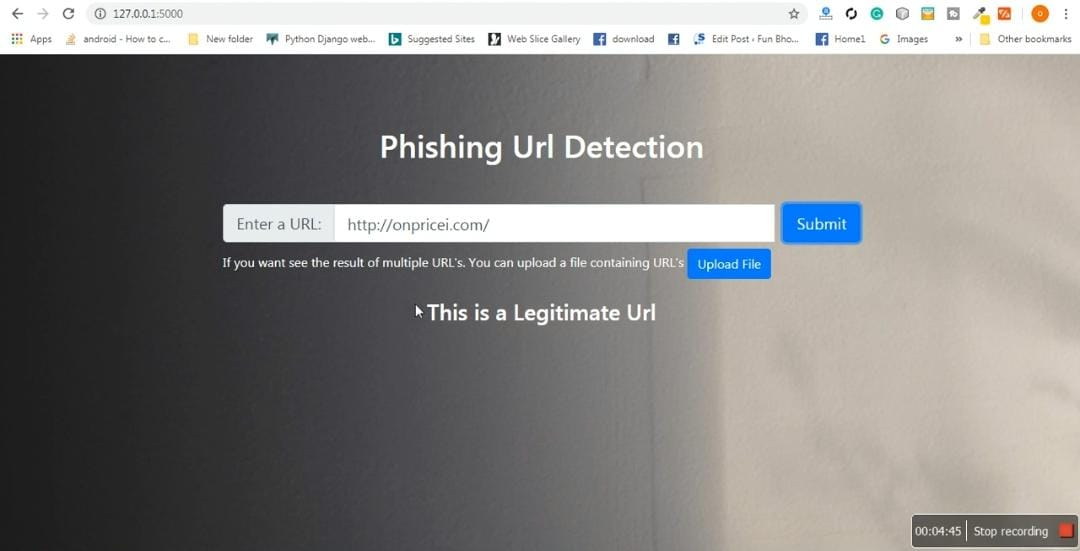 127.0.0.1:5000
Apps android - How to c... New folder Python Django web... Suggested Sites Web Slice Gallery download Edit Post ‹ Fun Bho... Home1 Images » Other bookmarks
Phishing Url Detection
Enter a URL: http://onpricei.com/ Submit
If you want see the result of multiple URL's. You can upload a file containing URL's Upload File
This is a Legitimate Url
00:04:45 Stop recording